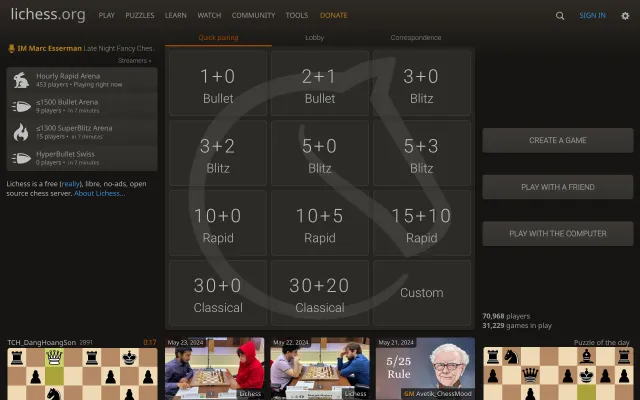 lichess.org PLAY PUZZLES LEARN WATCH COMMUNITY TOOLS DONATE SIGN IN
Quick pairing Lobby Correspondence
IM Marc Esserman Late Night Fancy Ches
Streamers »
Hourly Rapid Arena
453 players • Playing right now
≤1500 Bullet Arena
9 players • in 7 minutes
≤1300 SuperBlitz Arena
15 players • in 7 minutes
HyperBullet Swiss
0 players • in 7 minutes
Lichess is a free (really), libre, no-ads, open
source chess server. About Lichess...
1+0
Bullet
2+1
Bullet
3+0
Blitz
3+2
Blitz
5+0
Blitz
5+3
Blitz
10+0
Rapid
10+5
Rapid
15+10
Rapid
30+0
Classical
30+20
Classical
Custom
CREATE A GAME
PLAY WITH A FRIEND
PLAY WITH THE COMPUTER
70,968 players
31,229 games in play
TCH_DangHoangSon 2891 0:17
May 23, 2024
Lichess
May 22, 2024
Lichess
May 21, 2024
5/25
Rule
GM Avetik_ChessMood
Puzzle of the day